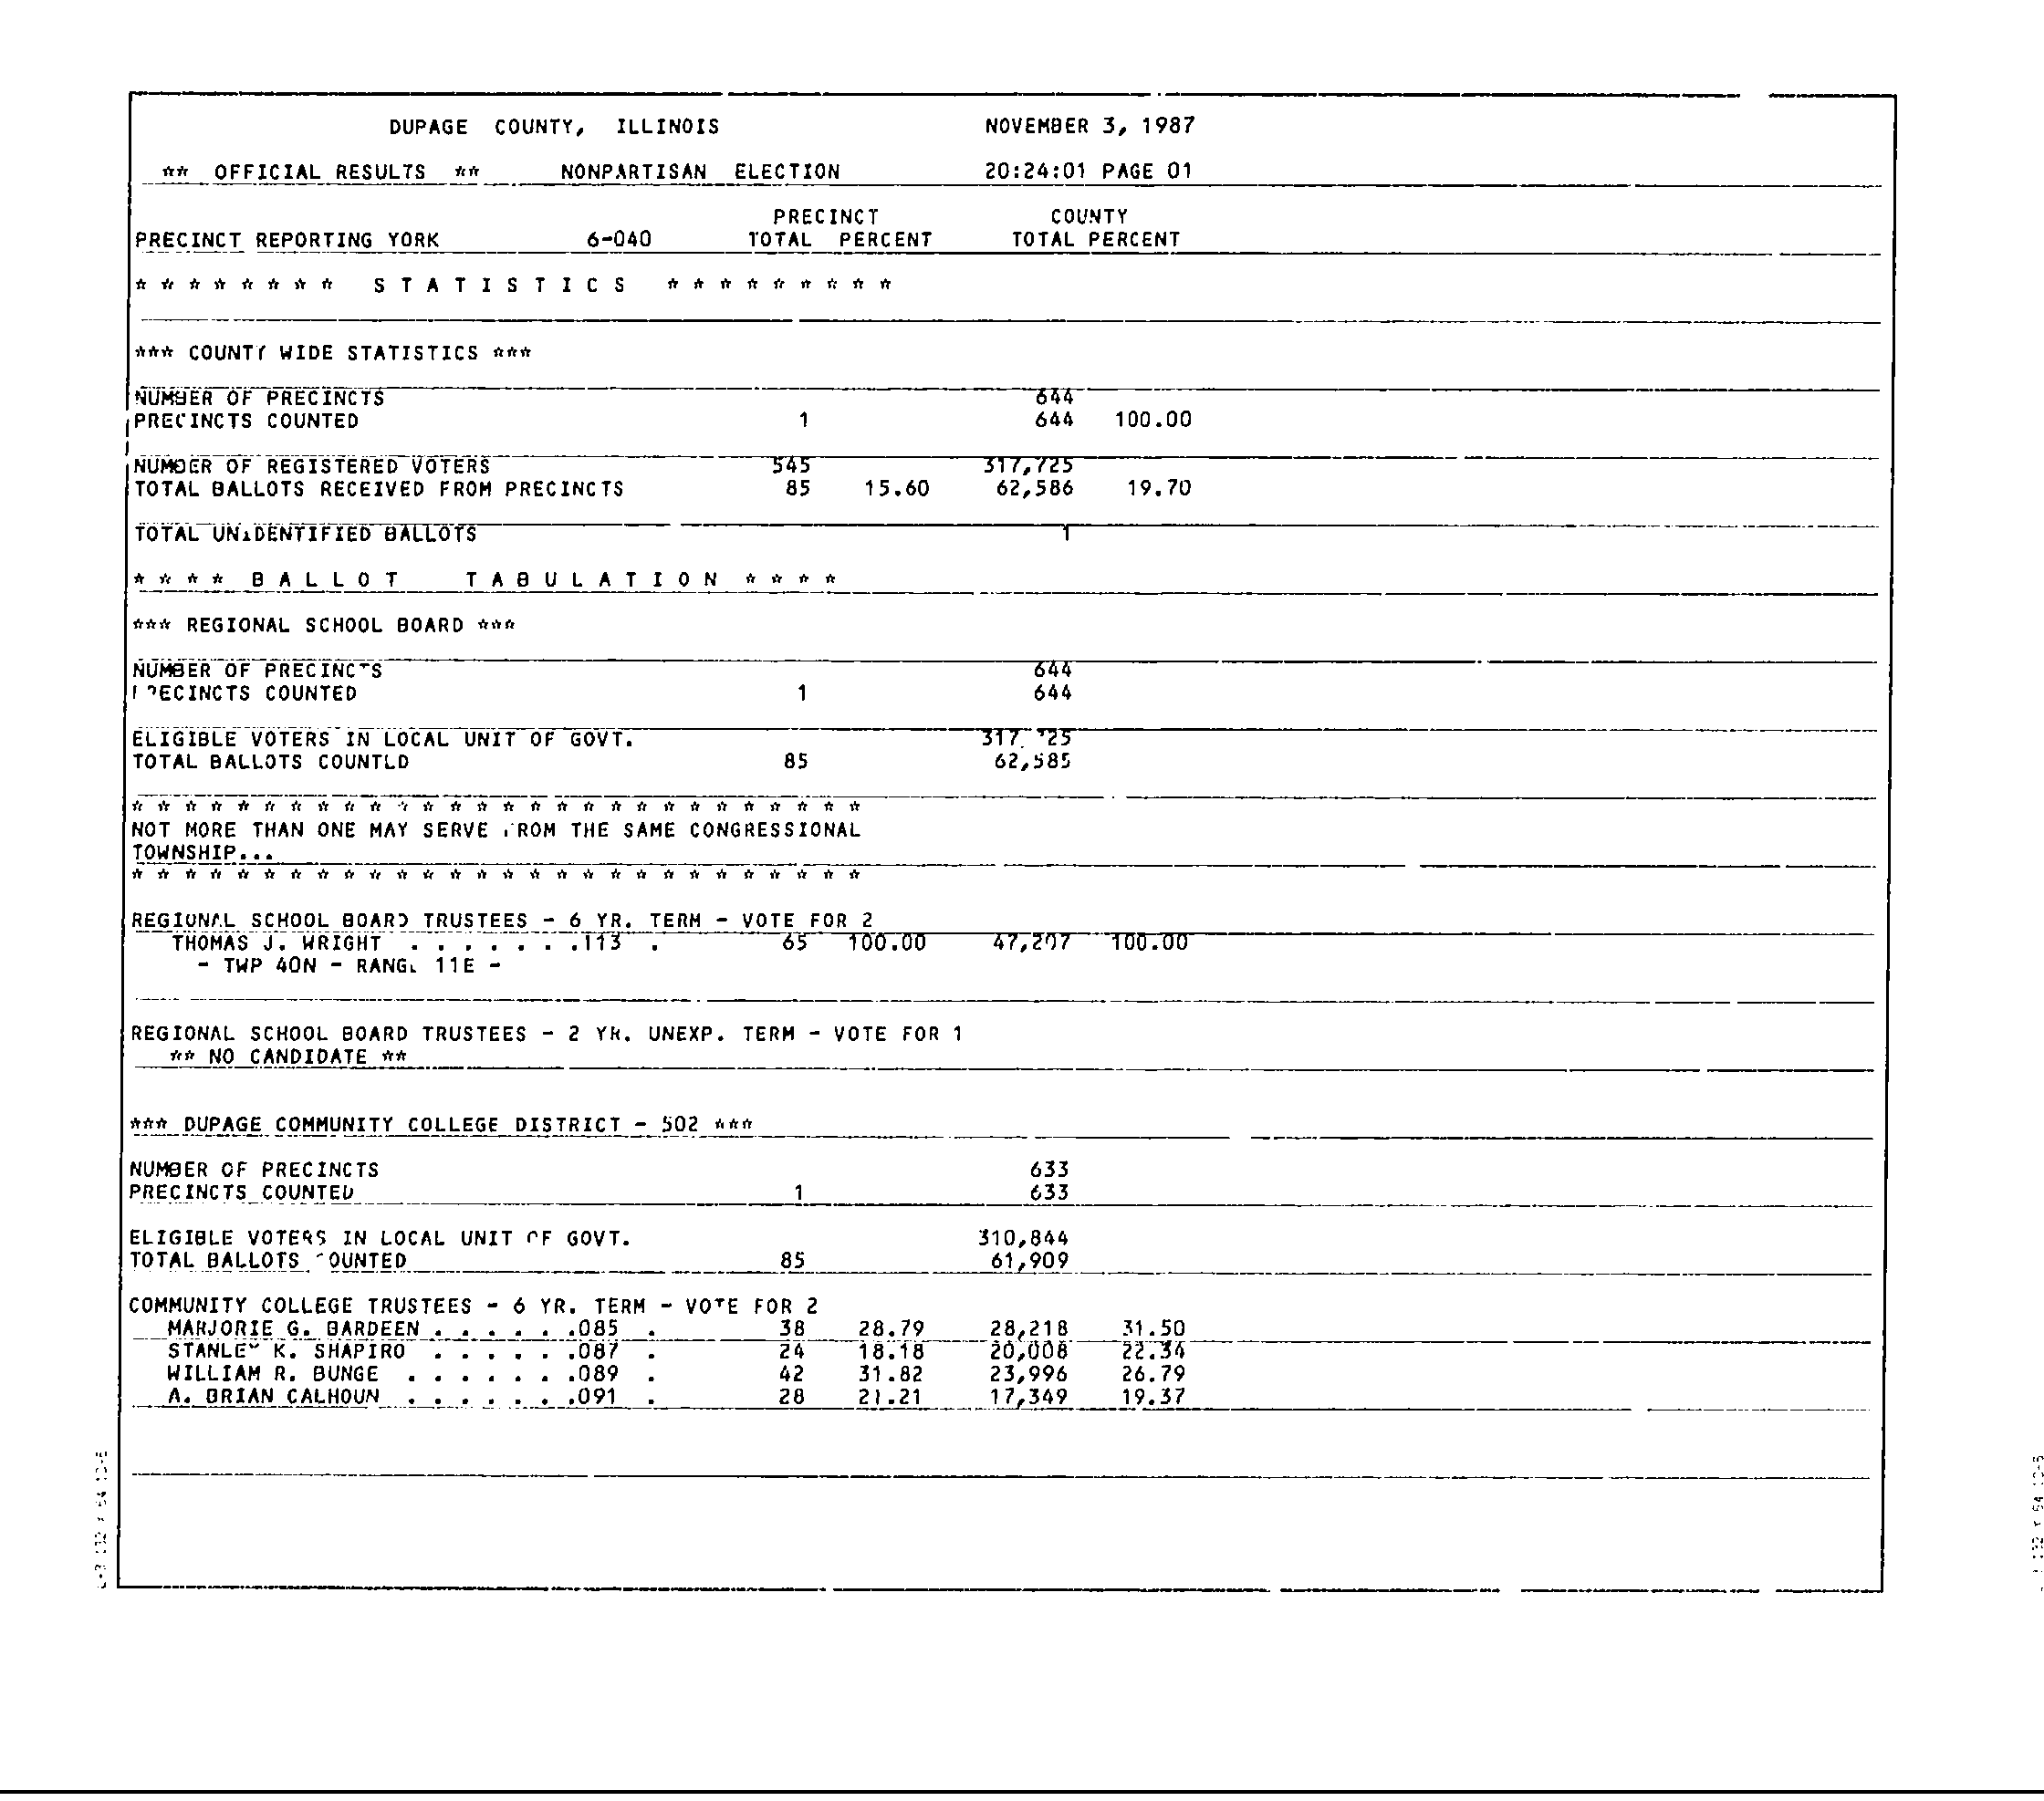 DUPAGE COUNTY, ILLINOIS NOVEMBER 3, 1987
** OFFICIAL RESULTS ** NONPARTISAN ELECTION 20:24:01 PAGE 01
PRECINCT COUNTY
PRECINCT REPORTING YORK 6-040 TOTAL PERCENT TOTAL PERCENT
* * * * * * * * S T A T I S T I C S * * * * * * * * *
*** COUNTY WIDE STATISTICS ***
NUMBER OF PRECINCTS 644
PRECINCTS COUNTED 1 644 100.00
NUMBER OF REGISTERED VOTERS 545 317,725
TOTAL BALLOTS RECEIVED FROM PRECINCTS 85 15.60 62,586 19.70
TOTAL UNIDENTIFIED BALLOTS 1
* * * * B A L L O T T A B U L A T I O N * * * *
*** REGIONAL SCHOOL BOARD ***
NUMBER OF PRECINCTS 644
PRECINCTS COUNTED 1 644
ELIGIBLE VOTERS IN LOCAL UNIT OF GOVT. 317,725
TOTAL BALLOTS COUNTED 85 62,585
* * * * * * * * * * * * * * * * * * * * * * * * * * * *
NOT MORE THAN ONE MAY SERVE FROM THE SAME CONGRESSIONAL
TOWNSHIP...
* * * * * * * * * * * * * * * * * * * * * * * * * * * *
REGIONAL SCHOOL BOARD TRUSTEES - 6 YR. TERM - VOTE FOR 2
THOMAS J. WRIGHT . . . . . . .113 . 65 100.00 47,207 100.00
- TWP 40N - RANGE 11E -
REGIONAL SCHOOL BOARD TRUSTEES - 2 YR. UNEXP. TERM - VOTE FOR 1
** NO CANDIDATE **
*** DUPAGE COMMUNITY COLLEGE DISTRICT - 502 ***
NUMBER OF PRECINCTS 633
PRECINCTS COUNTED 1 633
ELIGIBLE VOTERS IN LOCAL UNIT OF GOVT. 310,844
TOTAL BALLOTS COUNTED 85 61,909
COMMUNITY COLLEGE TRUSTEES - 6 YR. TERM - VOTE FOR 2
MARJORIE G. BARDEEN . . . . . .085 . 38 28.79 28,218 31.50
STANLEY K. SHAPIRO . . . . . .087 . 24 18.18 20,008 22.34
WILLIAM R. BUNGE . . . . . . .089 . 42 31.82 23,996 26.79
A. BRIAN CALHOUN . . . . . . .091 . 28 21.21 17,349 19.37